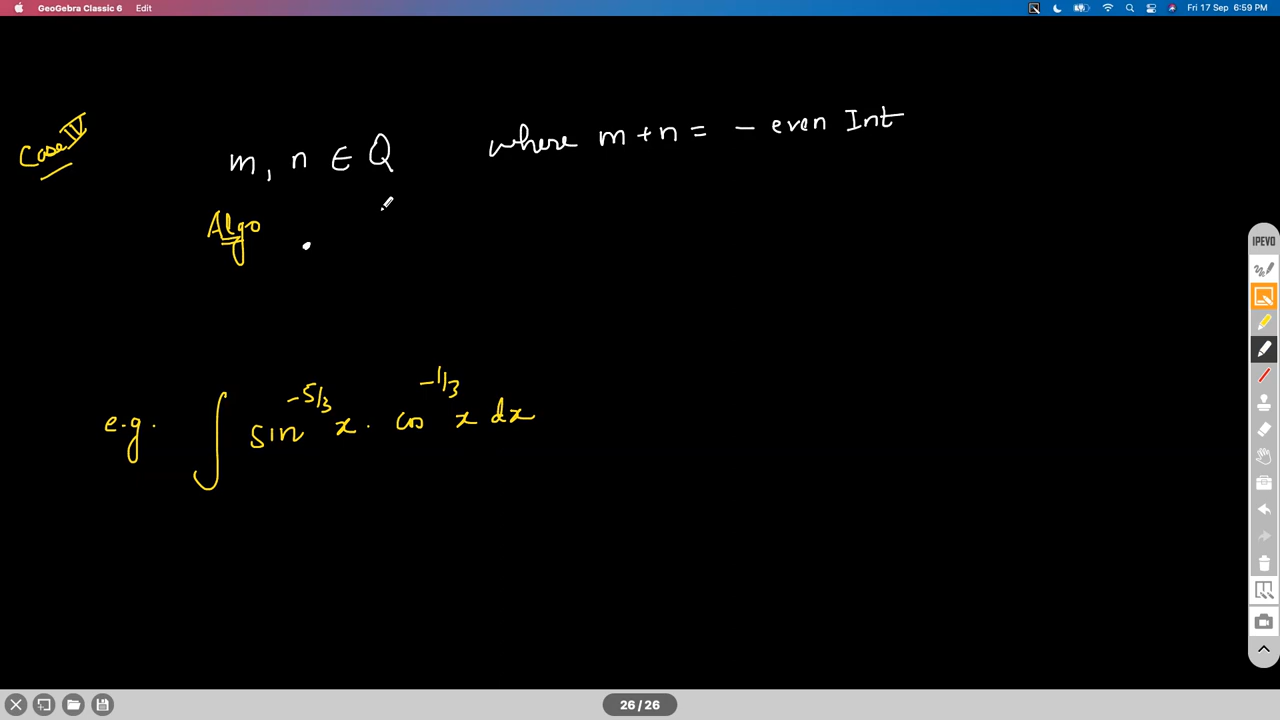 GeoGebra Classic 6 Edit Fri 17 Sep 6:59 PM
Case IV
m, n ∈ Q where m + n = - even Int
Algo .
IPEVO
e.g. ∫ sin^{-5/3} x . cos^{-1/3} x dx
26 / 26